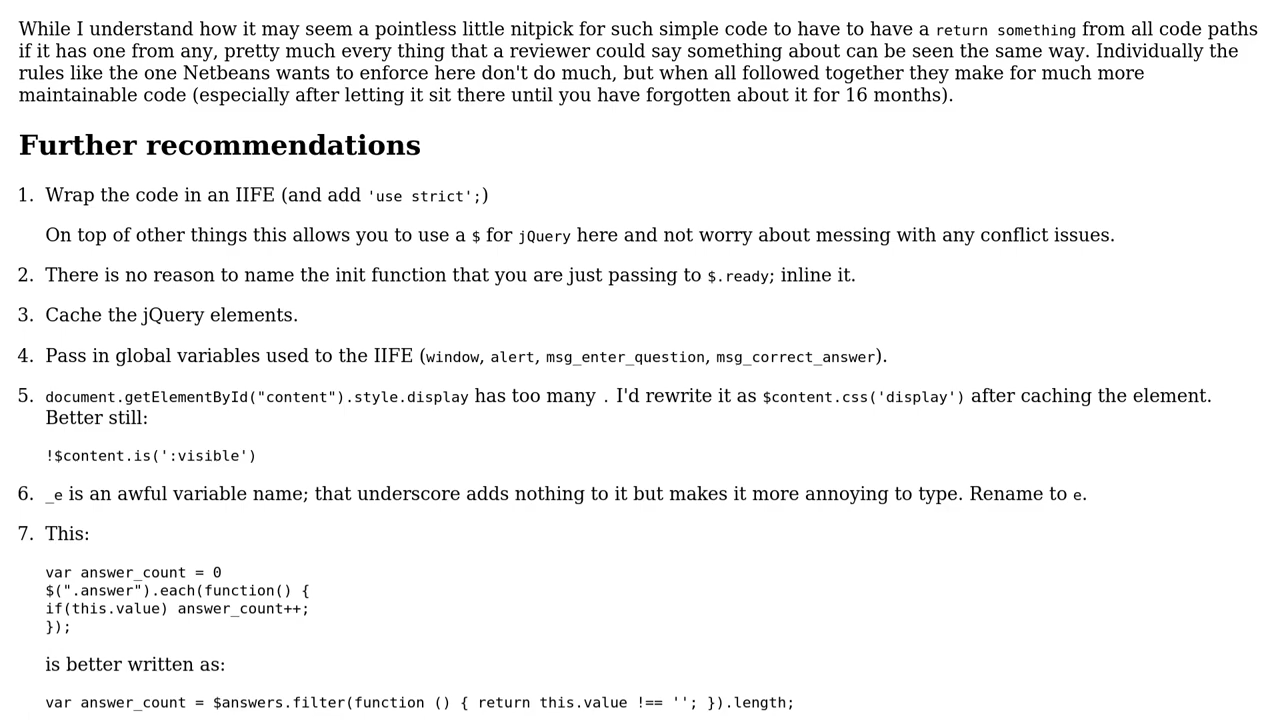 While I understand how it may seem a pointless little nitpick for such simple code to have to have a return something from all code paths
if it has one from any, pretty much every thing that a reviewer could say something about can be seen the same way. Individually the
rules like the one Netbeans wants to enforce here don't do much, but when all followed together they make for much more
maintainable code (especially after letting it sit there until you have forgotten about it for 16 months).
Further recommendations
1. Wrap the code in an IIFE (and add 'use strict';)
On top of other things this allows you to use a $ for jQuery here and not worry about messing with any conflict issues.
2. There is no reason to name the init function that you are just passing to $.ready; inline it.
3. Cache the jQuery elements.
4. Pass in global variables used to the IIFE (window, alert, msg_enter_question, msg_correct_answer).
5. document.getElementById("content").style.display has too many . I'd rewrite it as $content.css('display') after caching the element.
Better still:
!$content.is(':visible')
6. _e is an awful variable name; that underscore adds nothing to it but makes it more annoying to type. Rename to e.
7. This:
var answer_count = 0
$(".answer").each(function() {
if(this.value) answer_count++;
});
is better written as:
var answer_count = $answers.filter(function () { return this.value !== ''; }).length;